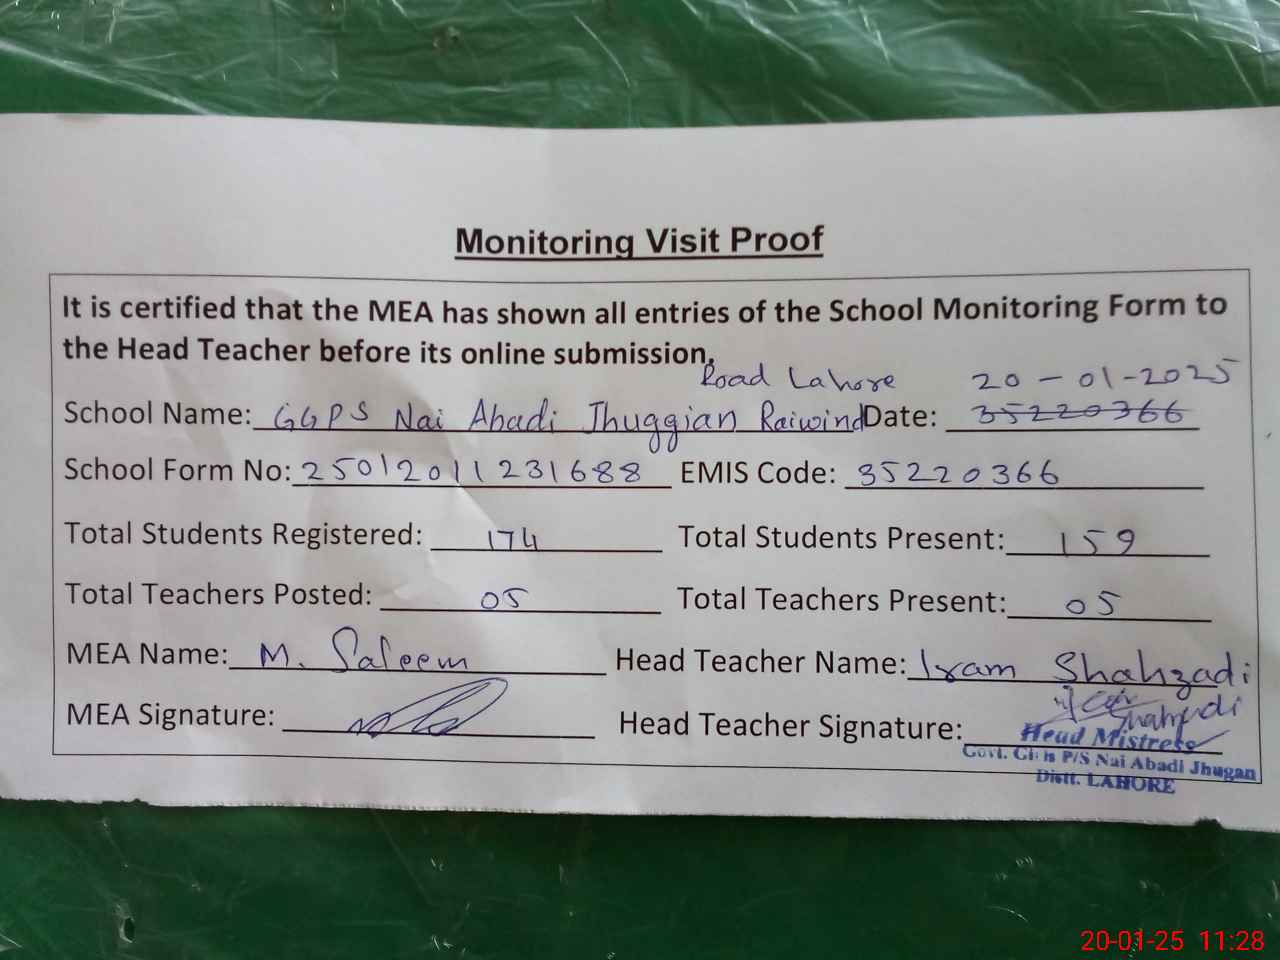 Monitoring Visit Proof
It is certified that the MEA has shown all entries of the School Monitoring Form to
the Head Teacher before its online submission,
Road Lahore 20-01-2025
School Name: GGPS Nai Abadi Jhuggian Raiwind Date: 35220366
School Form No: 25012011231688 EMIS Code: 35220366
Total Students Registered: 174 Total Students Present: 159
Total Teachers Posted: 05 Total Teachers Present: 05
MEA Name: M. Saleem Head Teacher Name: Iram Shahzadi
MEA Signature: Head Teacher Signature:
Head Mistress
Govt. Girls P/S Nai Abadi Jhugan
Distt. LAHORE
20-01-25 11:28